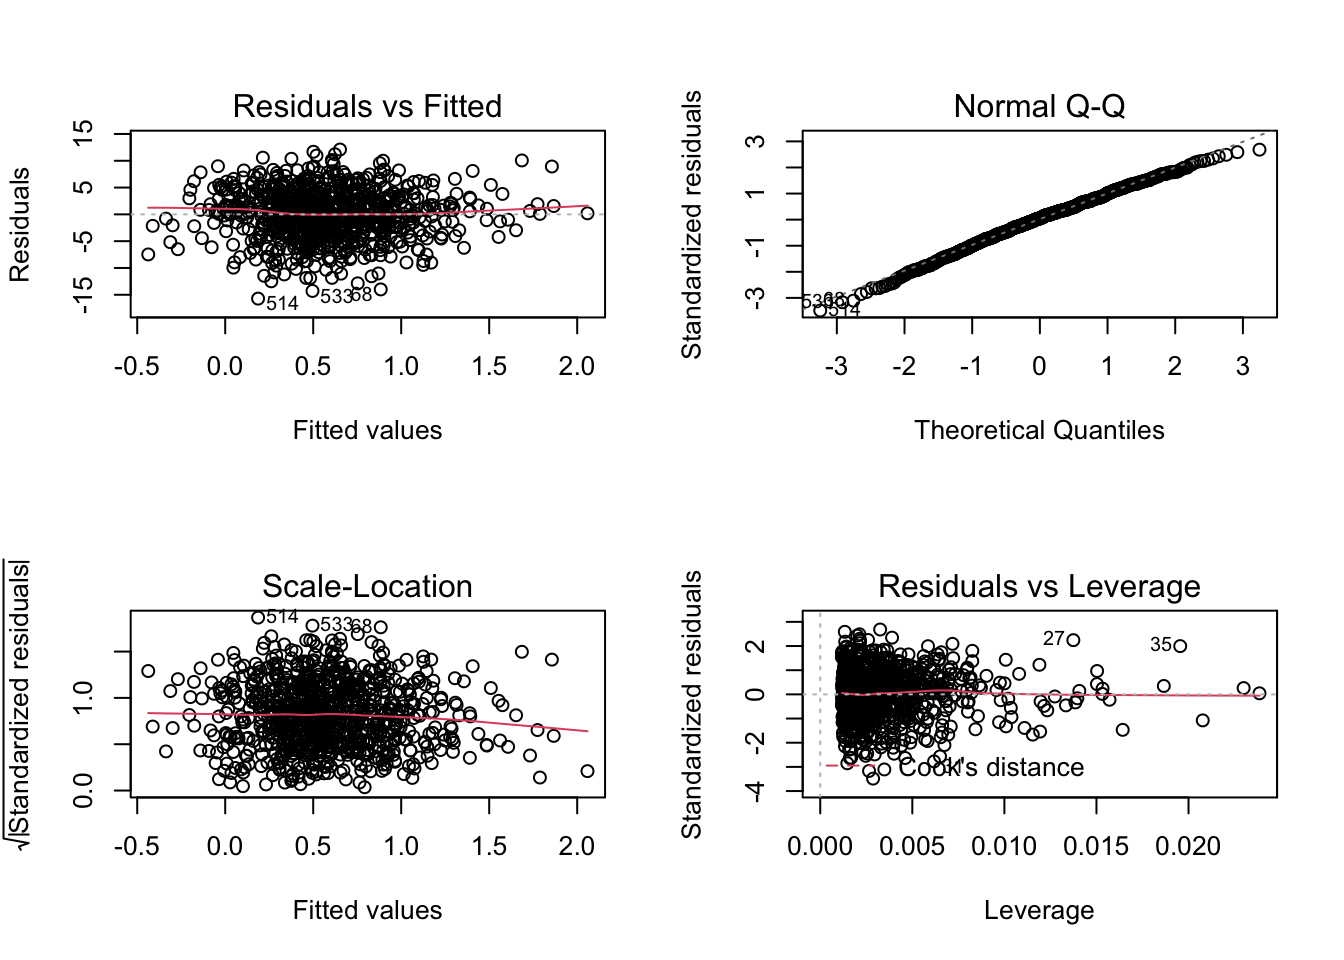 Residuals vs Fitted
Residuals
15
5
-5
-15
514
533
68
-0.5 0.0 0.5 1.0 1.5 2.0
Fitted values
Normal Q-Q
Standardized residuals
3
1
-1
-3
533
68
514
-3 -2 -1 0 1 2 3
Theoretical Quantiles
Scale-Location
√|Standardized residuals|
1.0
0.0
514
533
68
-0.5 0.0 0.5 1.0 1.5 2.0
Fitted values
Residuals vs Leverage
Standardized residuals
2
0
-2
-4
27
35
Cook's distance
0.000 0.005 0.010 0.015 0.020
Leverage